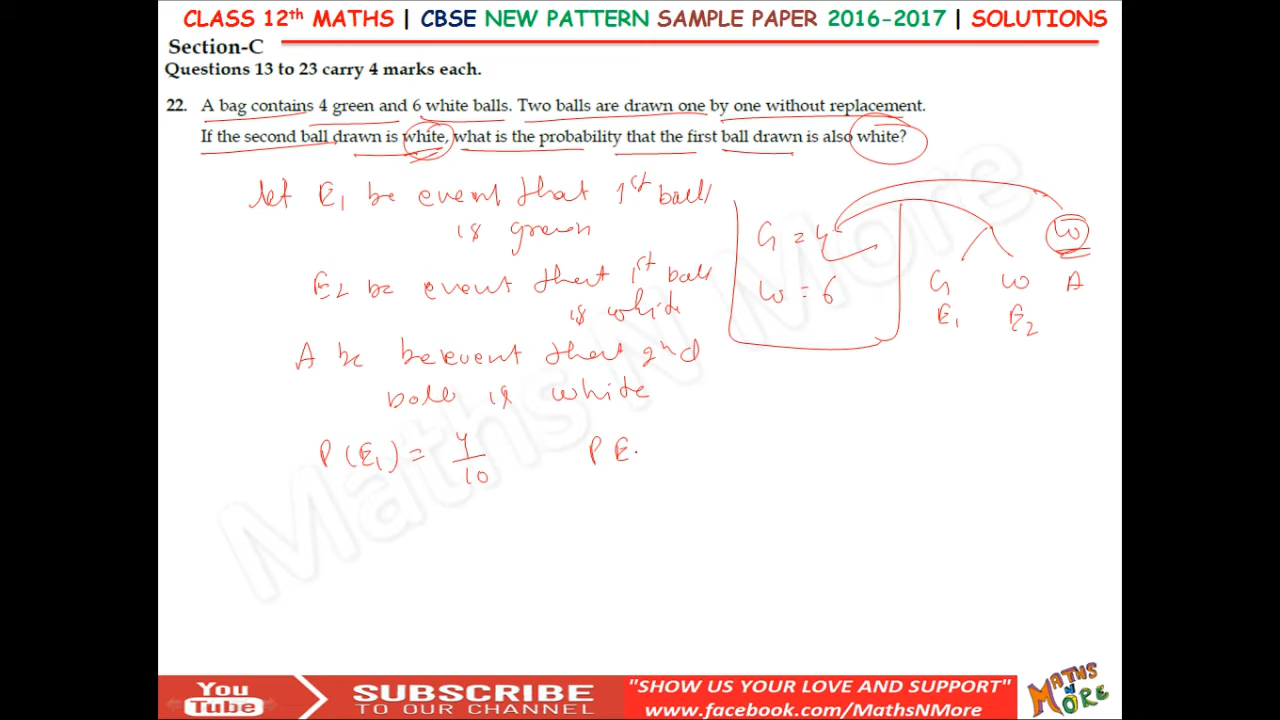 CLASS 12th MATHS | CBSE NEW PATTERN SAMPLE PAPER 2016-2017 | SOLUTIONS
Section-C
Questions 13 to 23 carry 4 marks each.
22. A bag contains 4 green and 6 white balls. Two balls are drawn one by one without replacement.
If the second ball drawn is white, what is the probability that the first ball drawn is also white?
let E1 be event that 1st ball
is green
E2 be event that 1st ball
is white
A be be event that 2nd
ball is white
P(E1) = 4/10 P E
G = 4
W = 6
W
G W A
E1 E2
Maths N More
You Tube
SUBSCRIBE
TO OUR CHANNEL
"SHOW US YOUR LOVE AND SUPPORT"
www.facebook.com/MathsNMore
MATHS N MORE